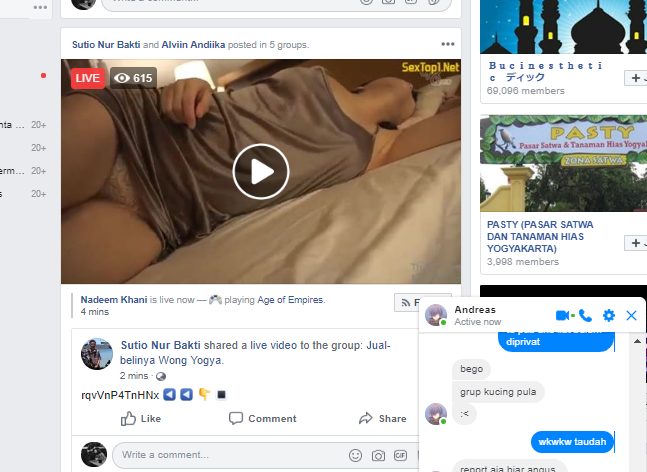 Write a comment...
Sutio Nur Bakti and Alviin Andiika posted in 5 groups.
LIVE 615
SexTop1.Net
Nadeem Khani is live now — 🎮 playing Age of Empires.
4 mins
Sutio Nur Bakti shared a live video to the group: Jual-
belinya Wong Yogya.
2 mins ·
rqvVnP4TnHNx ◀️ ◀️ 👇 🔳
Like Comment Share
Write a comment...
GIF
20+
20+
20+
20+
Bucinestheti
c ディック
69,096 members
PASTY
Pasar Satwa & Tanaman Hias Yogya
ZONA SATWA
PASTY (PASAR SATWA
DAN TANAMAN HIAS
YOGYAKARTA)
3,998 members
Andreas
Active now
diprivat
bego
grup kucing pula
:<
wkwkw taudah
report aja biar angus